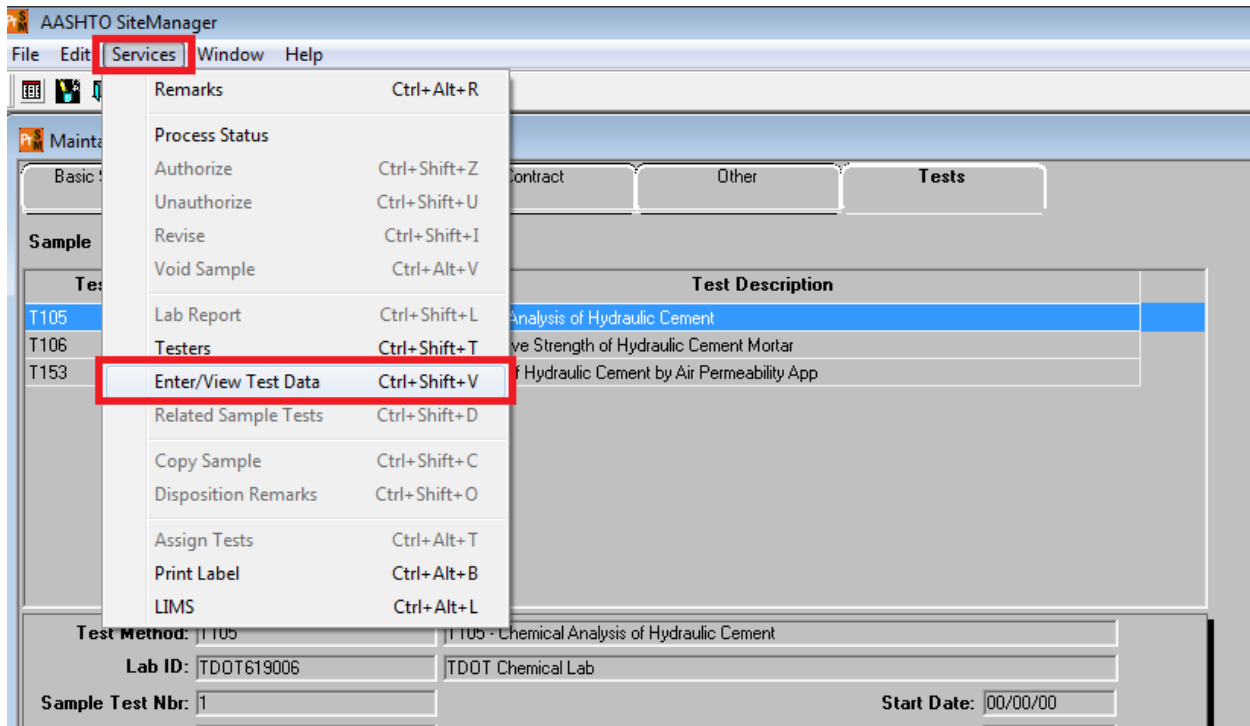 AASHTO SiteManager
File Edit Services Window Help
Remarks Ctrl+Alt+R
Process Status
Authorize Ctrl+Shift+Z
Unauthorize Ctrl+Shift+U
Revise Ctrl+Shift+I
Void Sample Ctrl+Alt+V
Lab Report Ctrl+Shift+L
Testers Ctrl+Shift+T
Enter/View Test Data Ctrl+Shift+V
Related Sample Tests Ctrl+Shift+D
Copy Sample Ctrl+Shift+C
Disposition Remarks Ctrl+Shift+O
Assign Tests Ctrl+Alt+T
Print Label Ctrl+Alt+B
LIMS Ctrl+Alt+L
Mainta
Basic Contract Other Tests
Sample
Tes Test Description
T105 Analysis of Hydraulic Cement
T106 ve Strength of Hydraulic Cement Mortar
T153 f Hydraulic Cement by Air Permeability App
Test Method: T105 T105 - Chemical Analysis of Hydraulic Cement
Lab ID: TDOT619006 TDOT Chemical Lab
Sample Test Nbr: 1 Start Date: 00/00/00